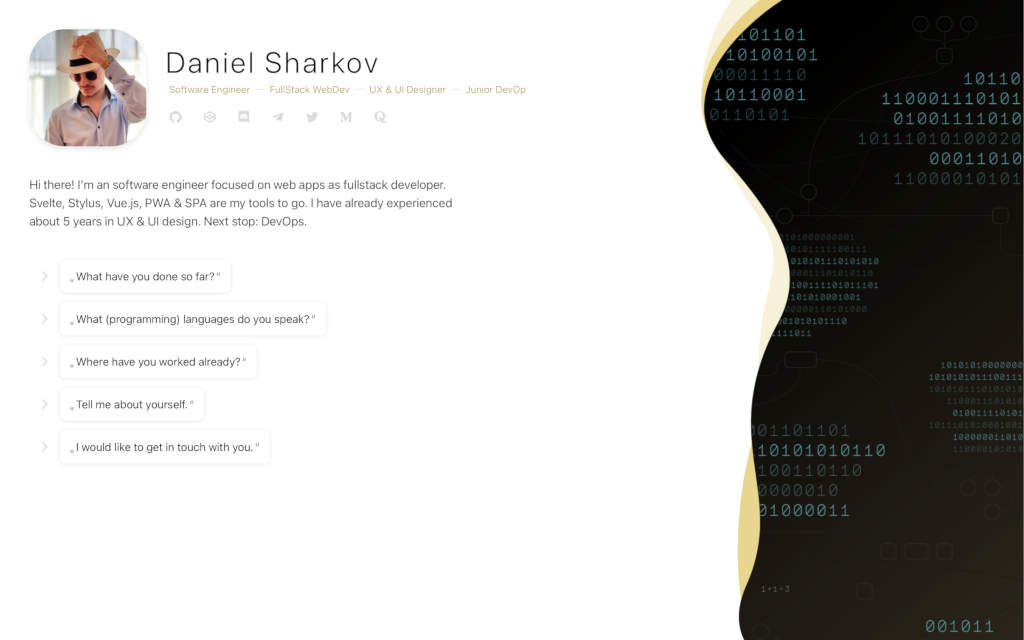 Daniel Sharkov
Software Engineer — FullStack WebDev — UX & UI Designer — Junior DevOp
Hi there! I'm an software engineer focused on web apps as fullstack developer.
Svelte, Stylus, Vue.js, PWA & SPA are my tools to go. I have already experienced
about 5 years in UX & UI design. Next stop: DevOps.
„What have you done so far?“
„What (programming) languages do you speak?“
„Where have you worked already?“
„Tell me about yourself.“
„I would like to get in touch with you.“
101101
10100101
00011110
10110001
0110101
10110
110001110101
01001111010
10111010100020
00011010
11000010101
01101101
10101010110
100110110
0000010
01000011
1+1=3
001011